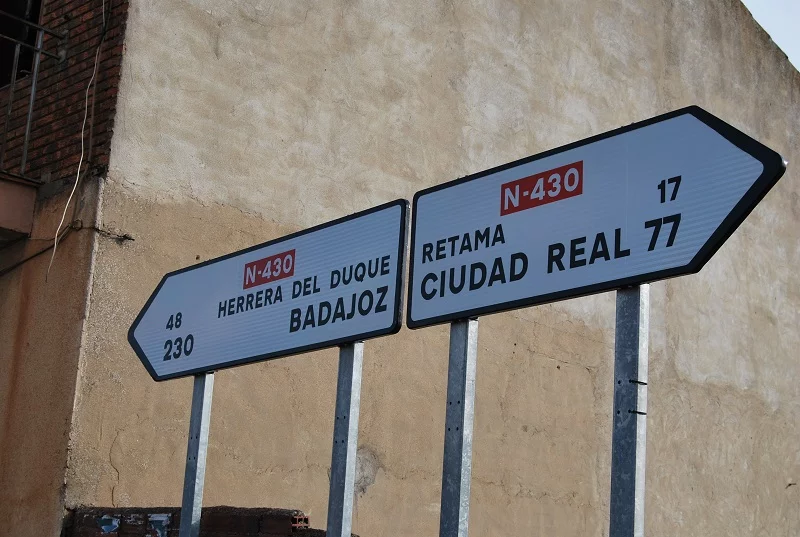 N-430
48 HERRERA DEL DUQUE
230 BADAJOZ
N-430
RETAMA 17
CIUDAD REAL 77